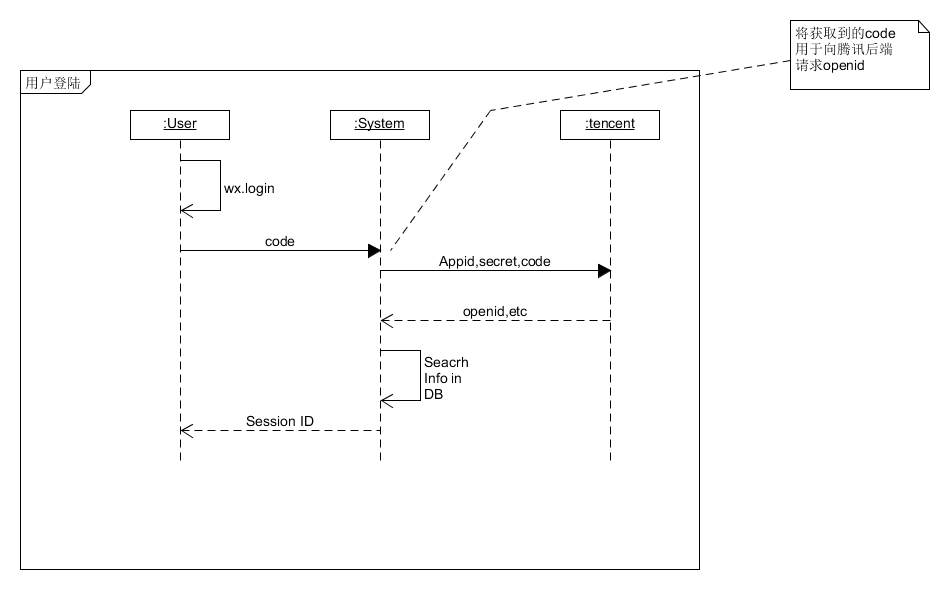 将获取到的code
用于向腾讯后端
请求openid
用户登陆
:User
:System
:tencent
wx.login
code
Appid,secret,code
openid,etc
Seacrh
Info in
DB
Session ID